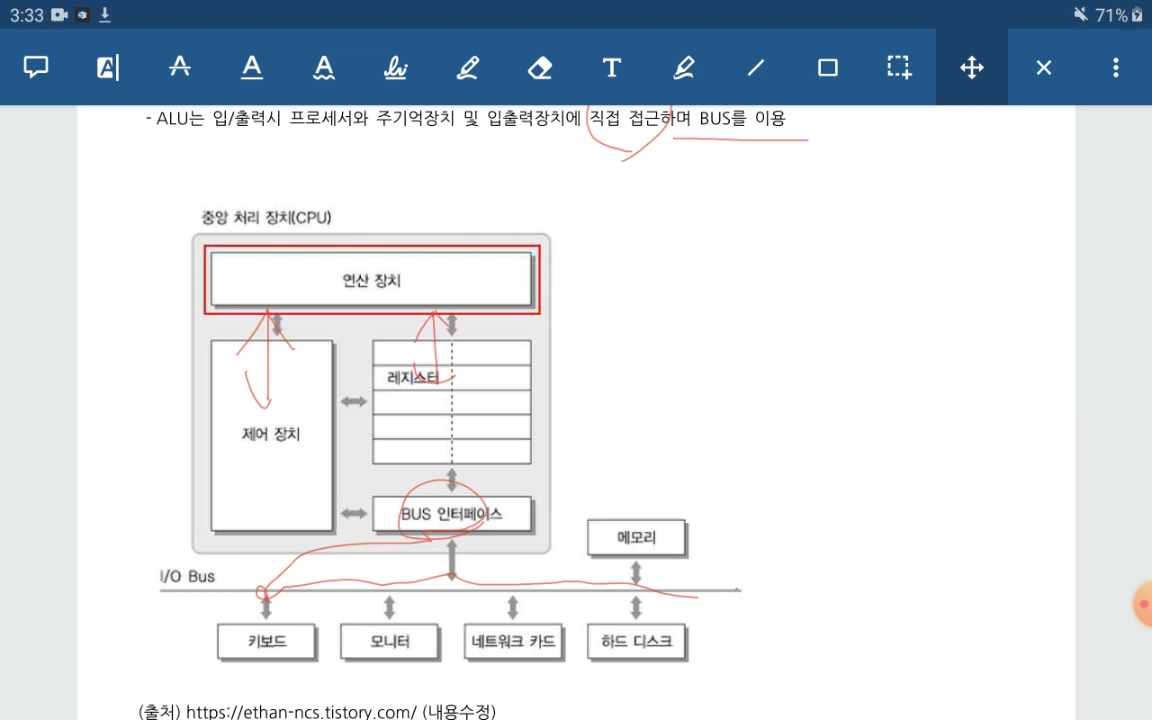 3:33
71%
- ALU는 입/출력시 프로세서와 주기억장치 및 입출력장치에 직접 접근하며 BUS를 이용
중앙 처리 장치(CPU)
연산 장치
레지스터
제어 장치
BUS 인터페이스
메모리
I/O Bus
키보드
모니터
네트워크 카드
하드 디스크
(출처) https://ethan-ncs.tistory.com/ (내용수정)